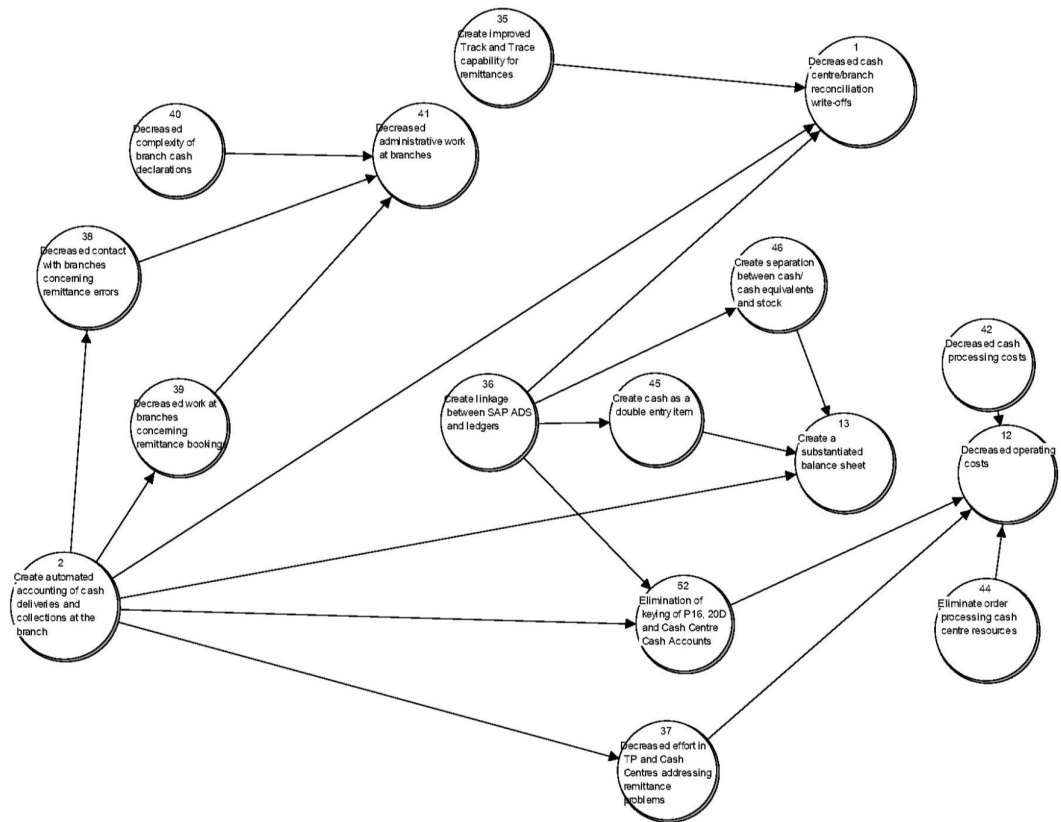 35
Create improved
Track and Trace
capability for
remittances
1
Decreased cash
centre/branch
reconciliation
write-offs
40
Decreased
complexity of
branch cash
declarations
41
Decreased
administrative work
at branches
38
Decreased contact
with branches
concerning
remittance errors
46
Create separation
between cash/
cash equivalents
and stock
42
Decreased cash
processing costs
39
Decreased work at
branches
concerning
remittance booking
36
Create linkage
between SAP ADS
and ledgers
45
Create cash as a
double entry item
13
Create a
substantiated
balance sheet
12
Decreased operating
costs
2
Create automated
accounting of cash
deliveries and
collections at the
branch
52
Elimination of
keying of P16, 20D
and Cash Centre
Cash Accounts
44
Eliminate order
processing cash
centre resources
37
Decreased effort in
TP and Cash
Centres addressing
remittance
problems